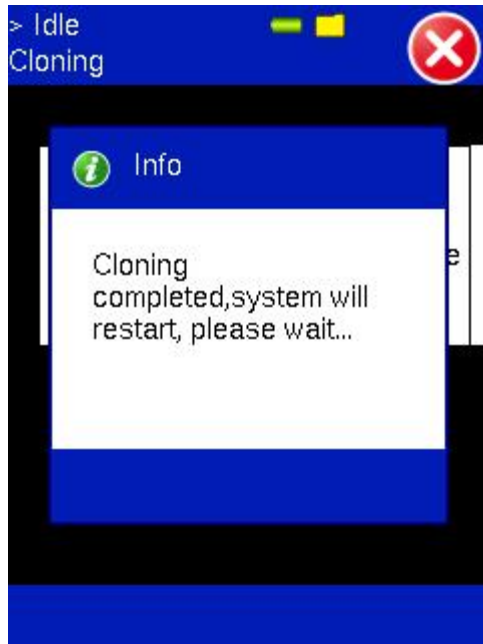 > Idle
Cloning
Info
e
Cloning
completed,system will
restart, please wait...